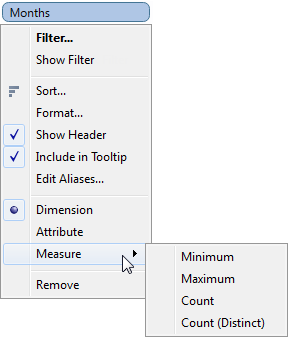 Months
Filter...
Show Filter
Sort...
Format...
Show Header
Include in Tooltip
Edit Aliases...
Dimension
Attribute
Measure
Remove
Minimum
Maximum
Count
Count (Distinct)